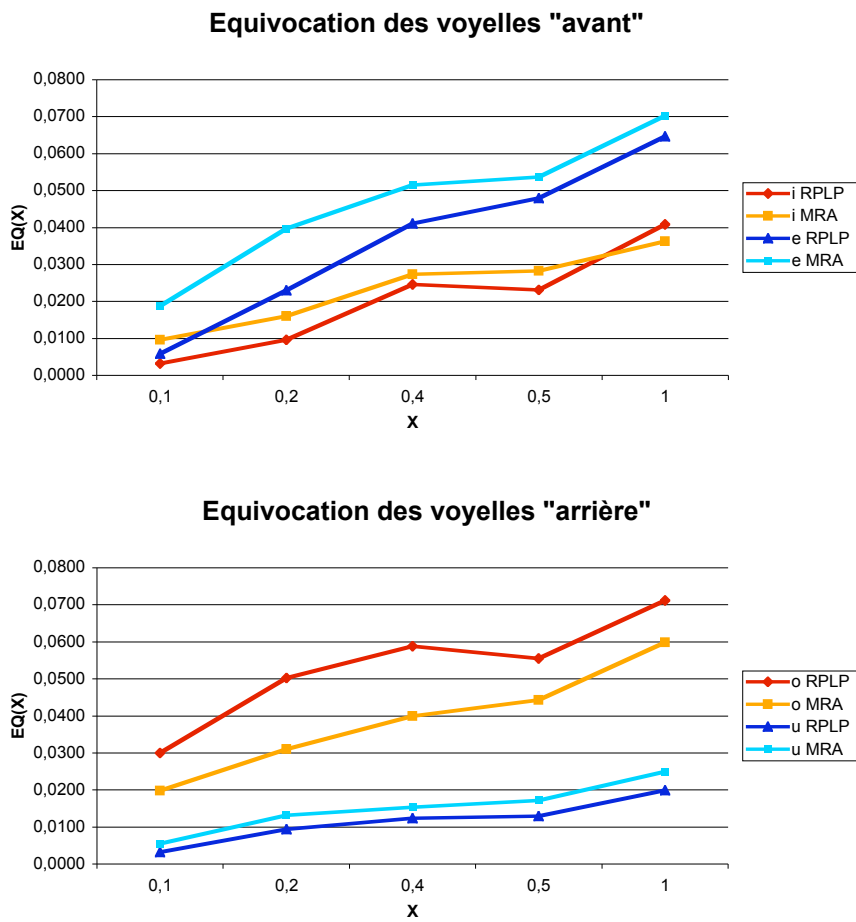 Equivocation des voyelles "avant"
0,0800
0,0700
0,0600
0,0500
0,0400
0,0300
0,0200
0,0100
0,0000
EQ(X)
0,1 0,2 0,4 0,5 1
X
i RPLP
i MRA
e RPLP
e MRA
Equivocation des voyelles "arrière"
0,0800
0,0700
0,0600
0,0500
0,0400
0,0300
0,0200
0,0100
0,0000
EQ(X)
0,1 0,2 0,4 0,5 1
X
o RPLP
o MRA
u RPLP
u MRA